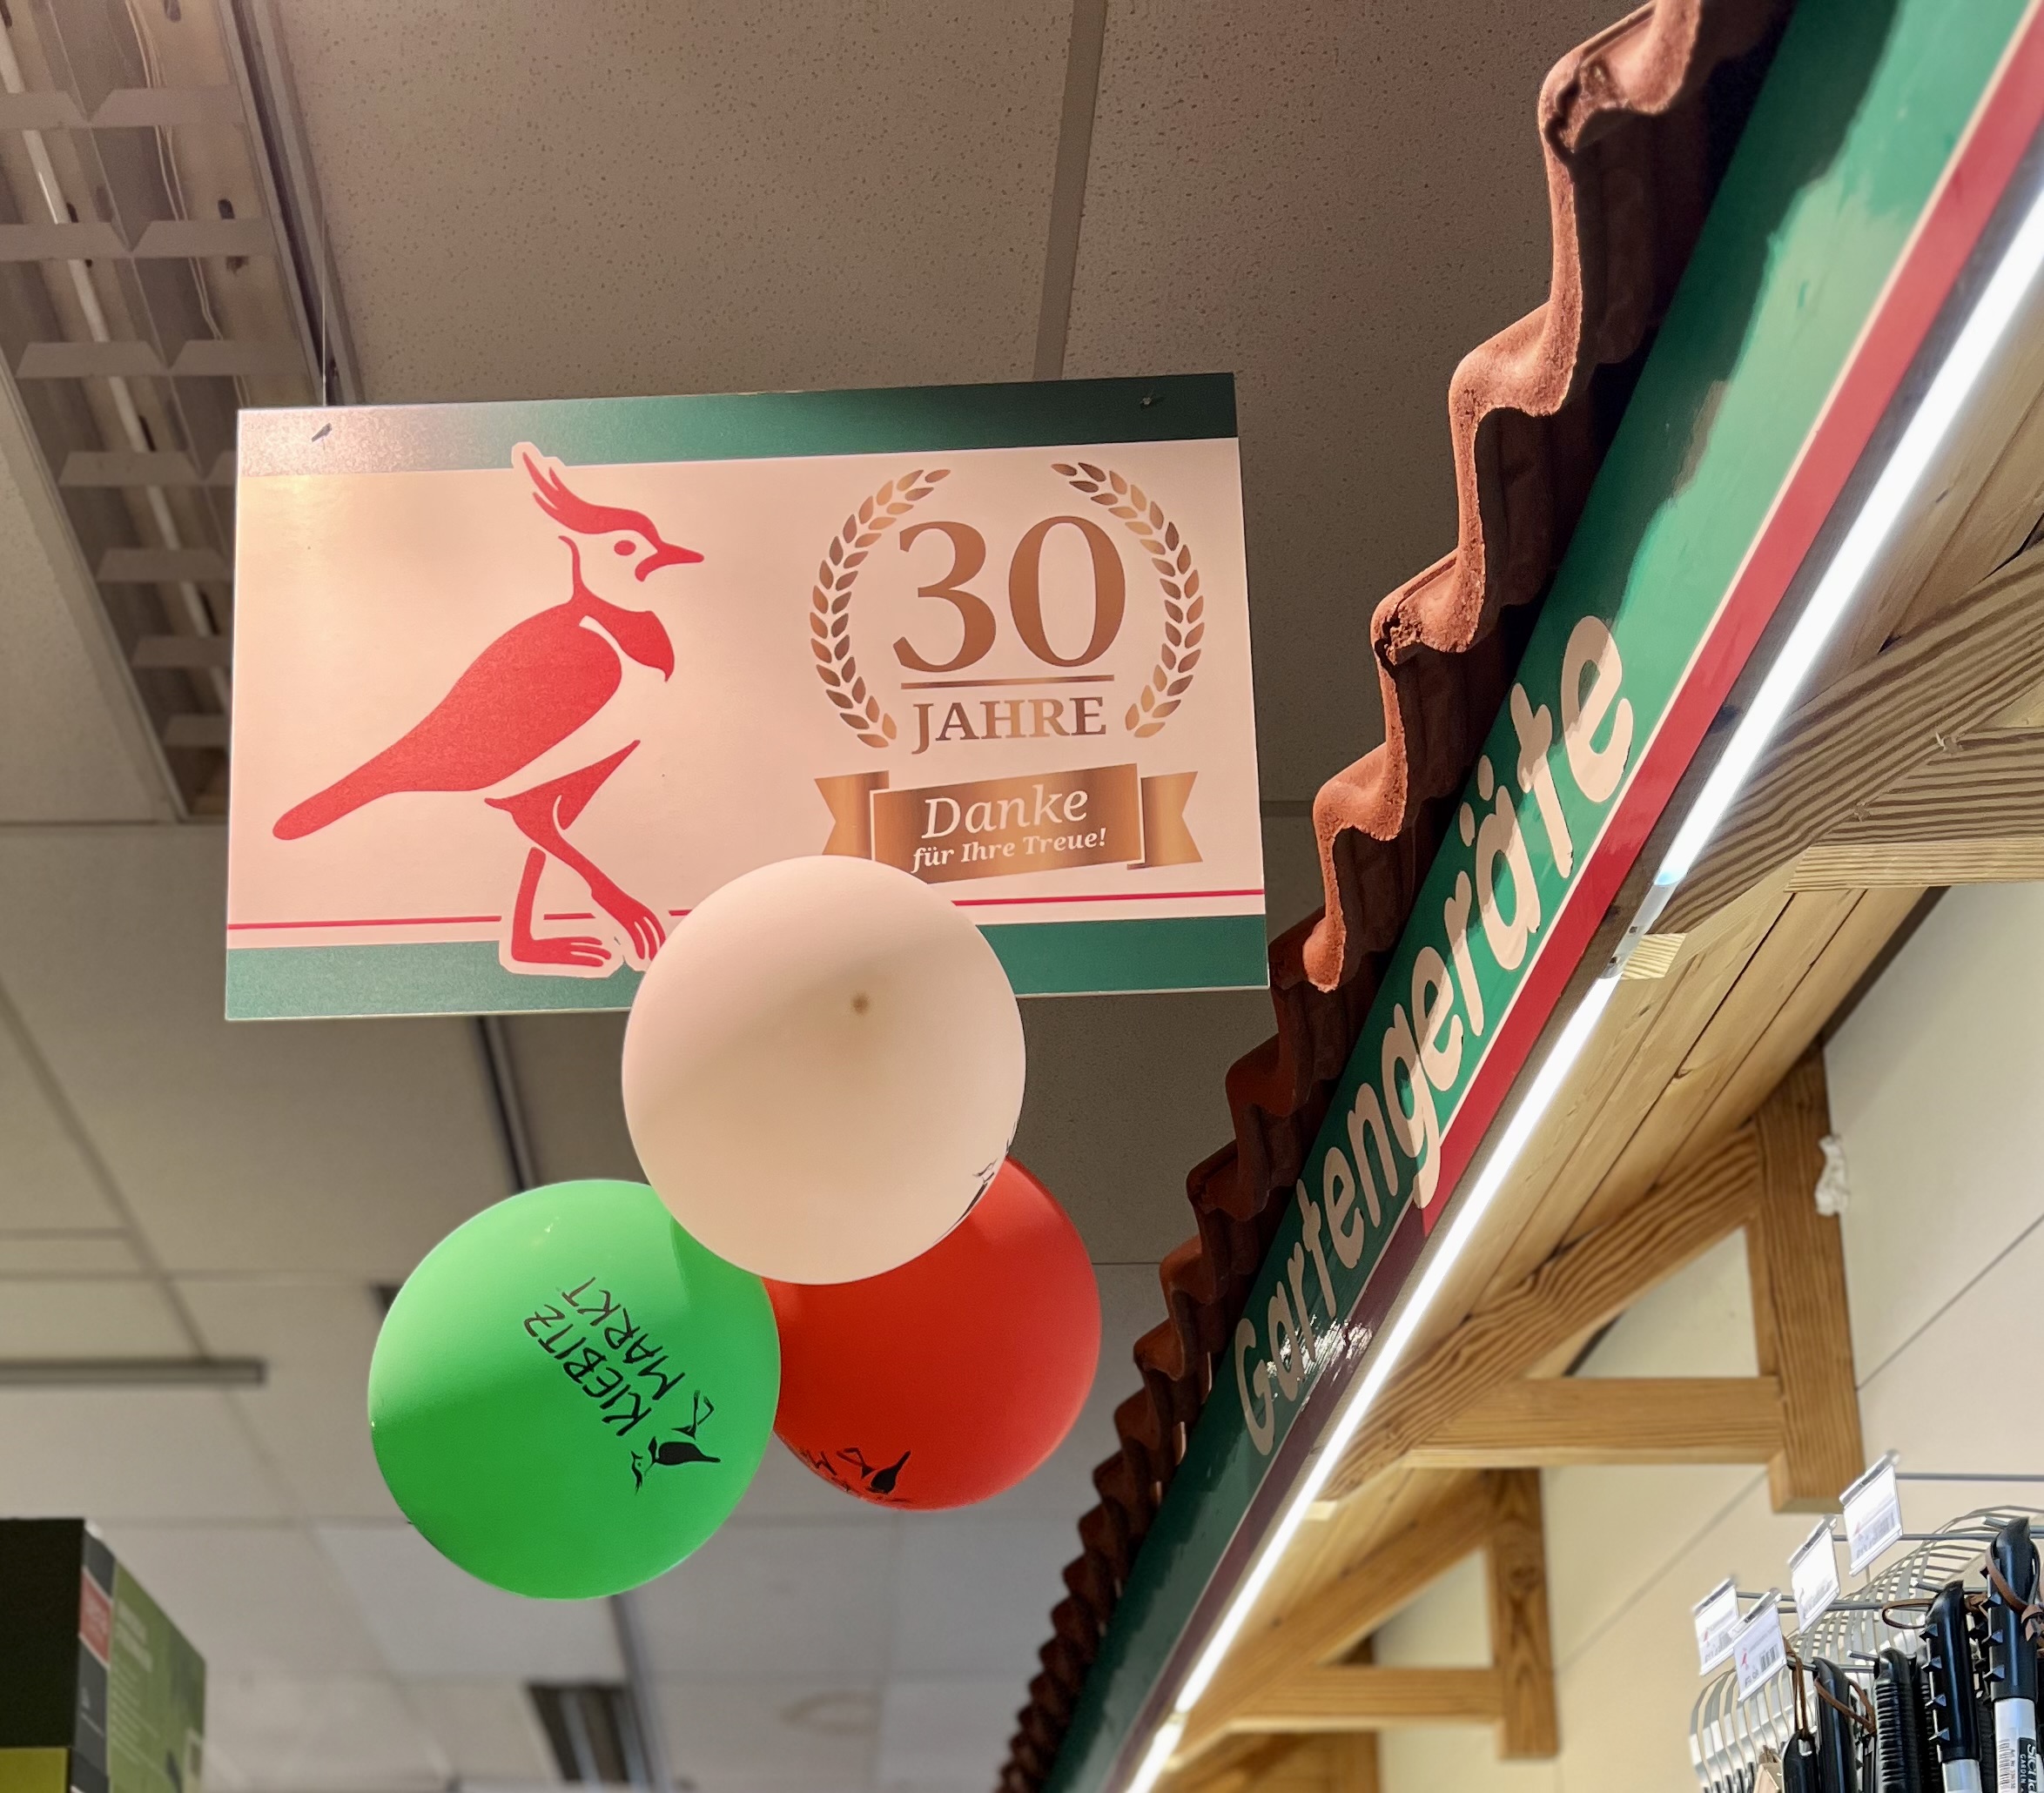 30
JAHRE
Danke
für Ihre Treue!
Gartengeräte
KIEBITZ
MARKT